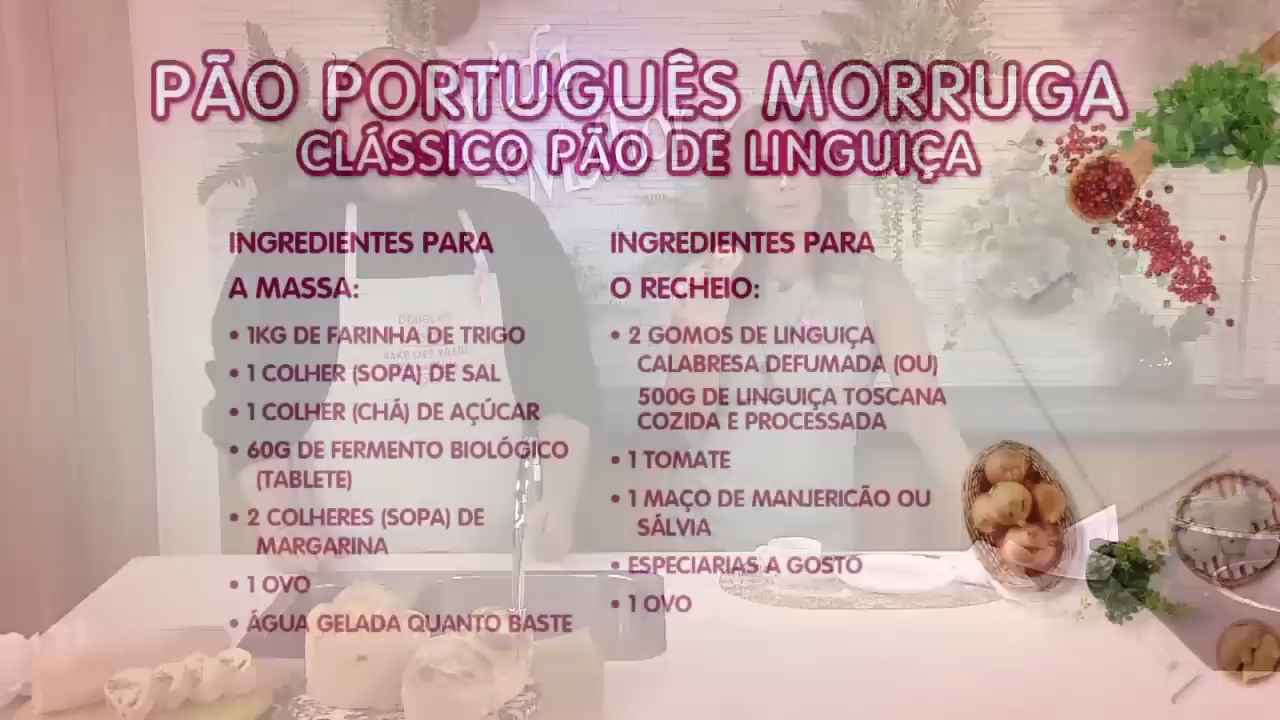 PÃO PORTUGUÊS MORRUGA
CLÁSSICO PÃO DE LINGUIÇA
INGREDIENTES PARA
A MASSA:
• 1KG DE FARINHA DE TRIGO
• 1 COLHER (SOPA) DE SAL
• 1 COLHER (CHÁ) DE AÇÚCAR
• 60G DE FERMENTO BIOLÓGICO
(TABLETE)
• 2 COLHERES (SOPA) DE
MARGARINA
• 1 OVO
• ÁGUA GELADA QUANTO BASTE
INGREDIENTES PARA
O RECHEIO:
• 2 GOMOS DE LINGUIÇA
CALABRESA DEFUMADA (OU)
500G DE LINGUIÇA TOSCANA
COZIDA E PROCESSADA
• 1 TOMATE
• 1 MAÇO DE MANJERICÃO OU
SÁLVIA
• ESPECIARIAS A GOSTO
• 1 OVO